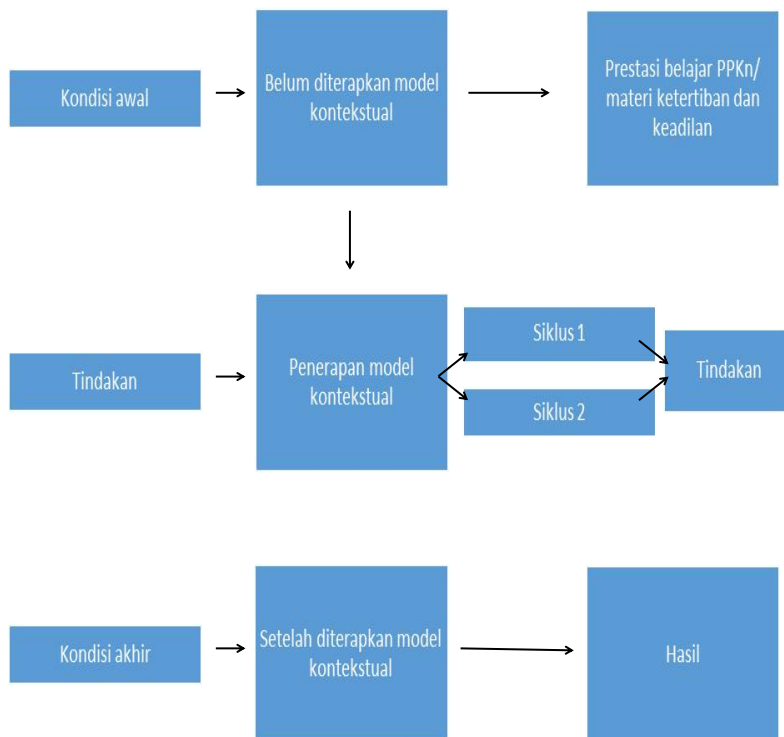 Kondisi awal
Belum diterapkan model
kontekstual
Prestasi belajar PPKn/
materi ketertiban dan
keadilan
Tindakan
Penerapan model
kontekstual
Siklus 1
Siklus 2
Tindakan
Kondisi akhir
Setelah diterapkan model
kontekstual
Hasil